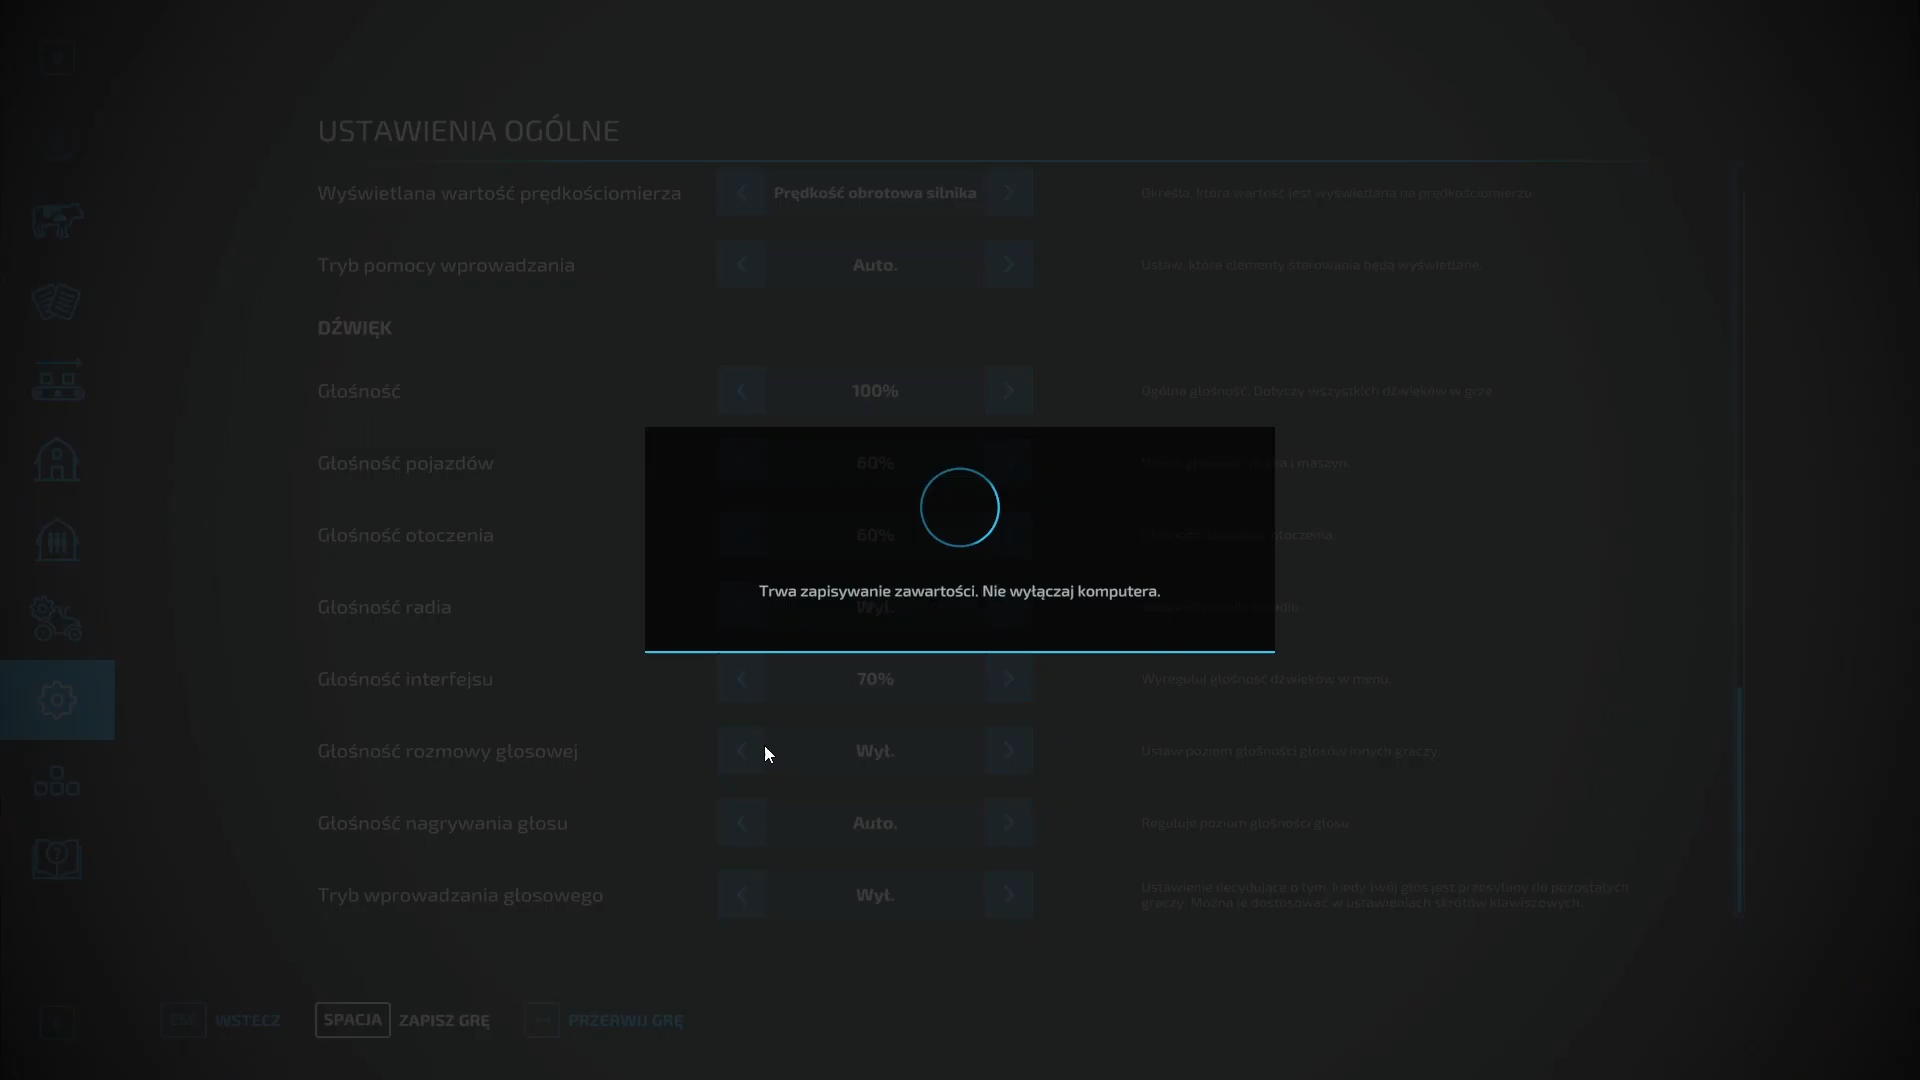 USTAWIENIA OGÓLNE
Wyświetlana wartość prędkościomierza
Prędkość obrotowa silnika
Określa, która wartość jest wyświetlana na prędkościomierzu.
Tryb pomocy wprowadzania
Auto.
Ustaw, które elementy sterowania będą wyświetlane.
DŹWIĘK
Głośność
100%
Ogólna głośność. Dotyczy wszystkich dźwięków w grze.
Głośność pojazdów
60%
i maszyn.
Głośność otoczenia
60%
otoczenia.
Głośność radia
Wył.
Trwa zapisywanie zawartości. Nie wyłączaj komputera.
Głośność interfejsu
70%
Wyreguluj głośność dźwięków w menu.
Głośność rozmowy głosowej
Wył.
Ustaw poziom głośności głosów innych graczy.
Głośność nagrywania głosu
Auto.
Reguluje poziom głośności głosu
Tryb wprowadzania głosowego
Wył.
Ustawienie decydujące o tym, kiedy twój głos jest przesyłany do pozostałych
graczy. Można je dostosować w ustawieniach skrótów klawiszowych.
ESC WSTECZ SPACJA ZAPISZ GRĘ PRZERWIJ GRĘ